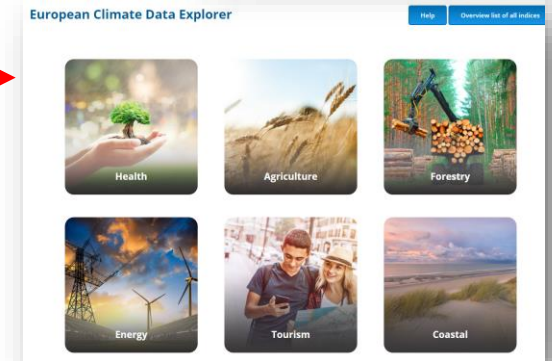 European Climate Data Explorer
Help
Overview list of all indices
Health
Agriculture
Forestry
Energy
Tourism
Coastal